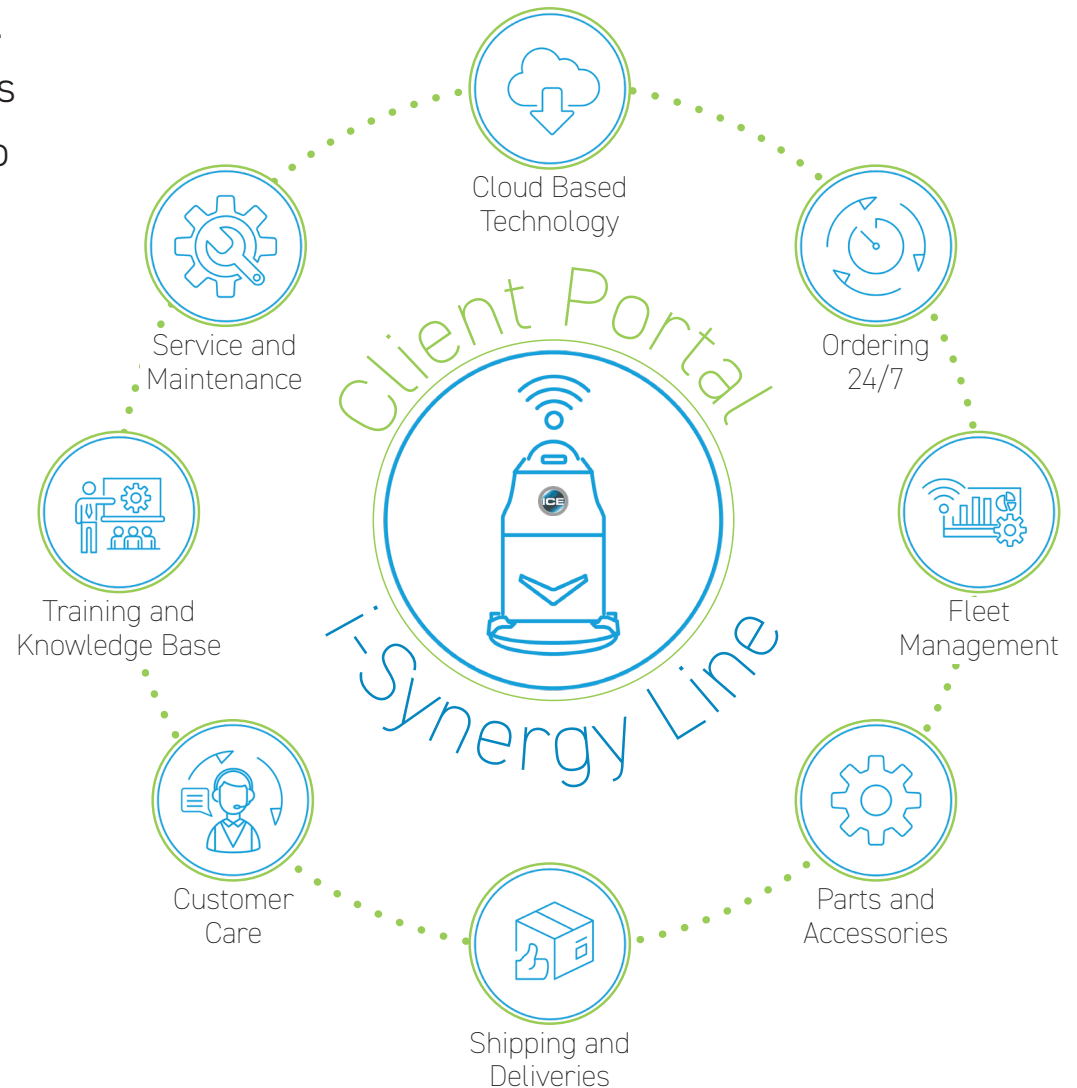 Cloud Based
Technology
Service and
Maintenance
Ordering
24/7
Client Portal
ICE
i-Synergy Line
Training and
Knowledge Base
Fleet
Management
Customer
Care
Parts and
Accessories
Shipping and
Deliveries